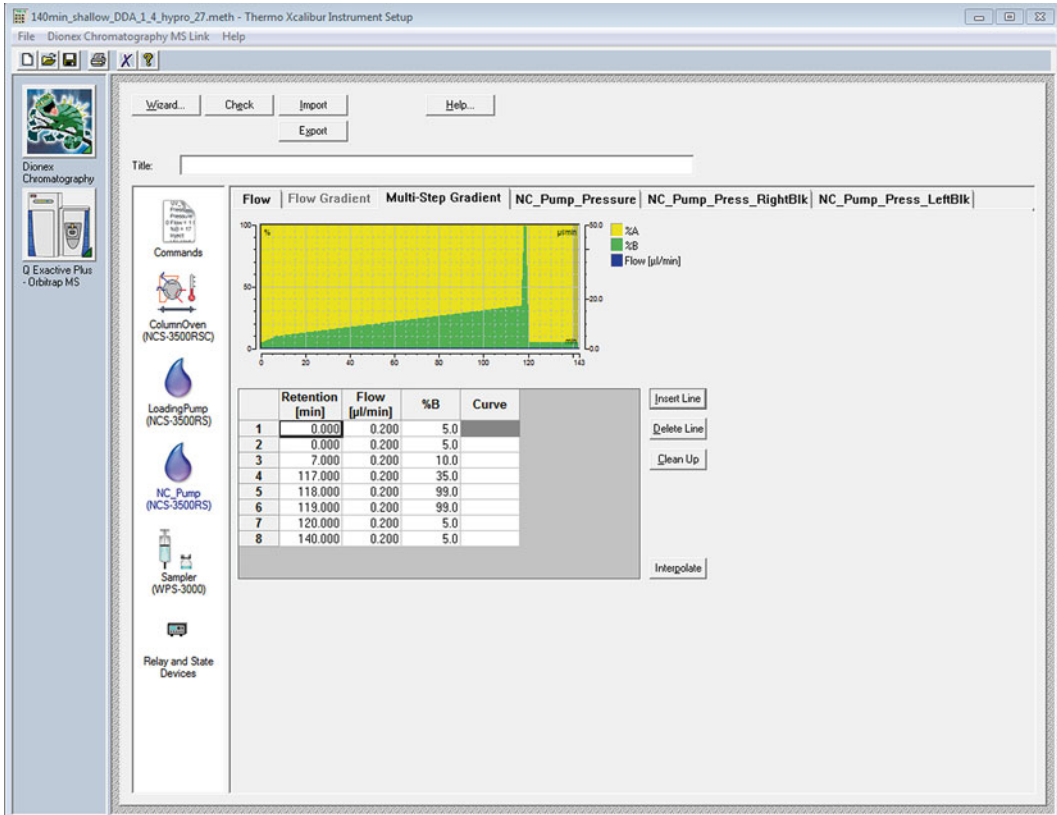 140min_shallow_DDA_1_4_hypro_27.meth - Thermo Xcalibur Instrument Setup
File Dionex Chromatography MS Link Help
Wizard... Check Import Help...
Export
Title:
Dionex
Chromatography
Q Exactive Plus
- Orbitrap MS
Commands
ColumnOven
(NCS-3500RSC)
LoadingPump
(NCS-3500RS)
NC_Pump
(NCS-3500RS)
Sampler
(WPS-3000)
Relay and State
Devices
Flow Flow Gradient Multi-Step Gradient NC_Pump_Pressure NC_Pump_Press_RightBlk NC_Pump_Press_LeftBlk
100 % µl/min
50 20.0
0 0.0
0 20 40 60 80 100 120 143
%A
%B
Flow [µl/min]
Retention [min] Flow [µl/min] %B Curve
1 0.000 0.200 5.0
2 0.000 0.200 5.0
3 7.000 0.200 10.0
4 117.000 0.200 35.0
5 118.000 0.200 99.0
6 119.000 0.200 99.0
7 120.000 0.200 5.0
8 140.000 0.200 5.0
Insert Line
Delete Line
Clean Up
Interpolate